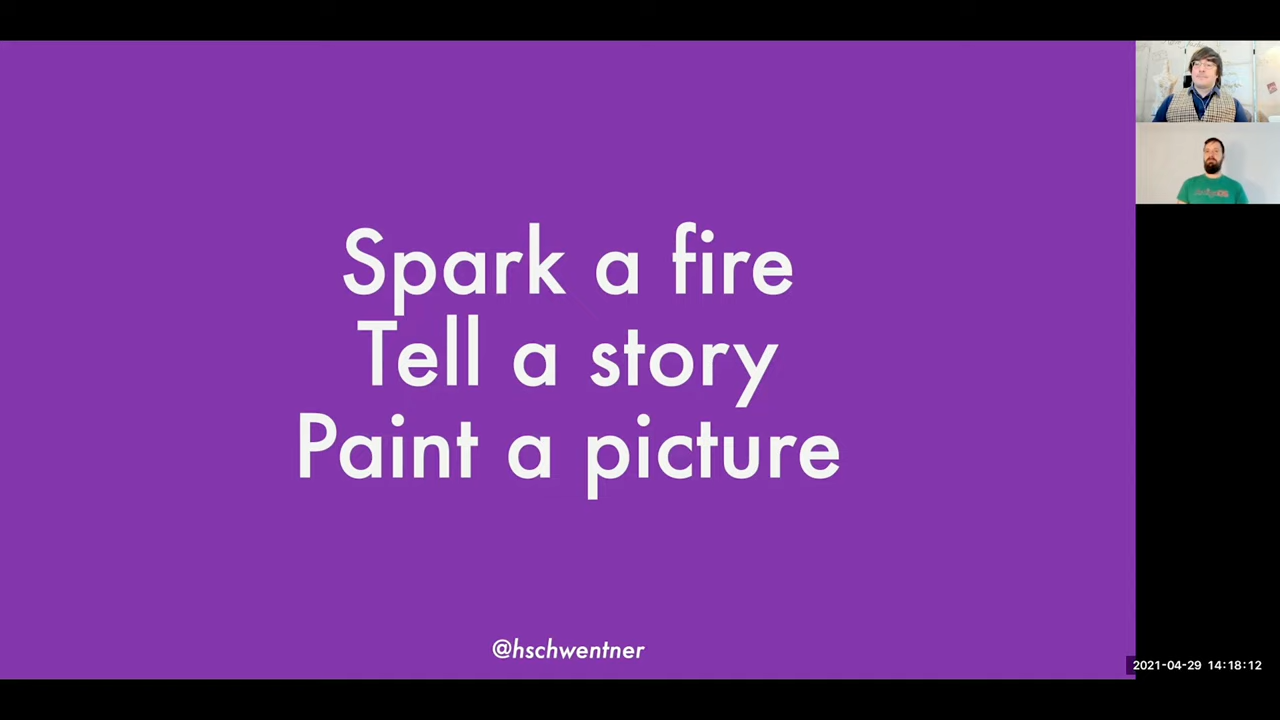 Spark a fire
Tell a story
Paint a picture
@hschwentner
2021-04-29 14:18:12